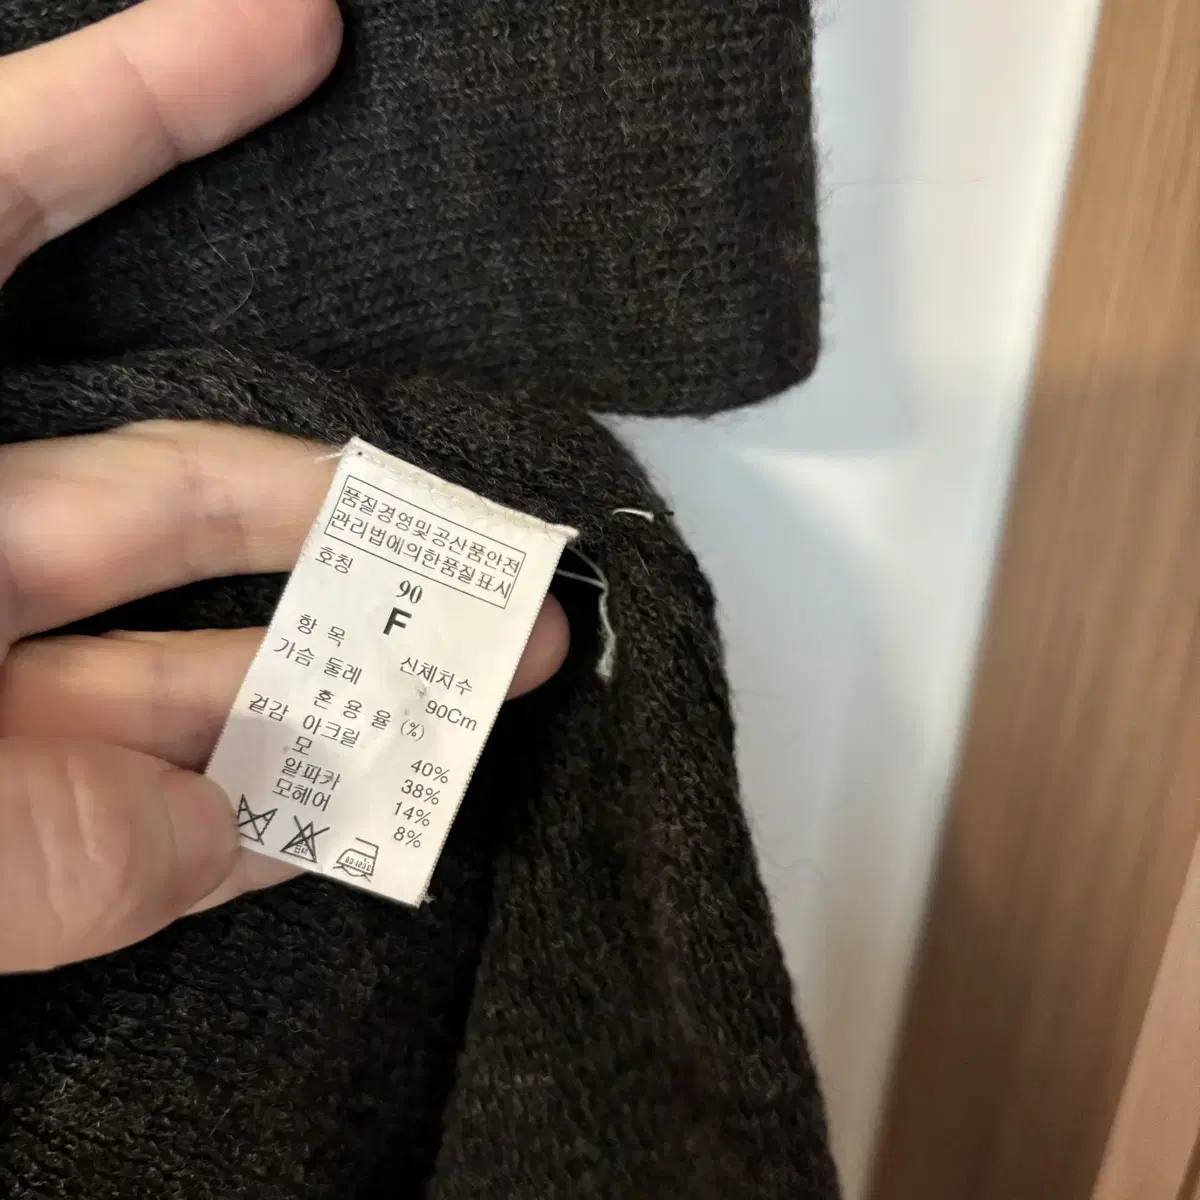 품질경영및공산품안전
관리법에의한품질표시
호칭
90
F
항 목 신체치수
가슴 둘레 90Cm
혼 용 율 (%)
겉감 아크릴 40%
모 38%
알파카 14%
모헤어 8%